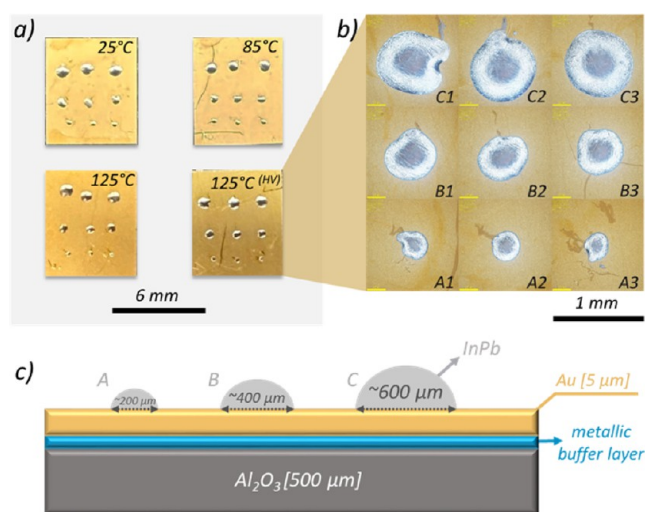 a)
25°C
85°C
125°C
125°C (HV)
6 mm
b)
C1
C2
C3
B1
B2
B3
A1
A2
A3
1 mm
c)
InPb
A
B
C
~200 µm
~400 µm
~600 µm
Au [5 µm]
metallic
buffer layer
Al₂O₃[500 µm]